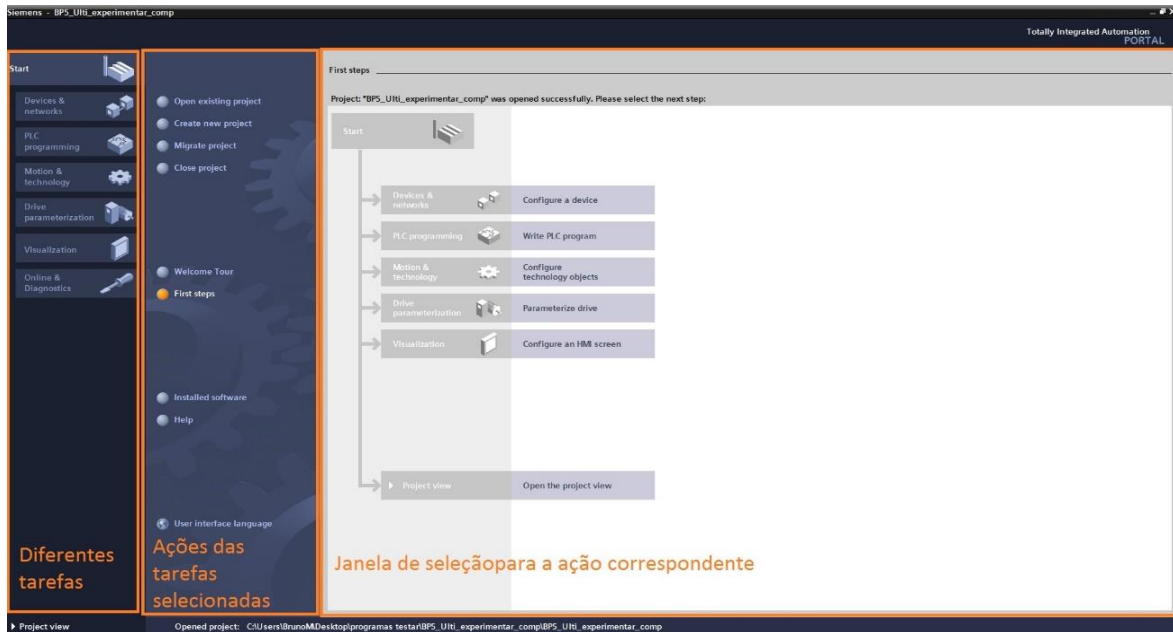 Siemens - BP5_Ulti_experimentar_comp
Totally Integrated Automation
PORTAL
Start
Devices &
networks
PLC
programming
Motion &
technology
Drive
parameterization
Visualization
Online &
Diagnostics
Diferentes
tarefas
Open existing project
Create new project
Migrate project
Close project
Welcome Tour
First steps
Installed software
Help
User interface language
Ações das
tarefas
selecionadas
First steps
Project: "BP5_Ulti_experimentar_comp" was opened successfully. Please select the next step:
Start
Devices &
networks
Configure a device
PLC programming
Write PLC program
Motion &
technology
Configure
technology objects
Drive
parameterization
Parameterize drive
Visualization
Configure an HMI screen
Project view
Open the project view
Janela de seleçãopara a ação correspondente
Project view
Opened project: C:\Users\BrunoM\Desktop\programas testar\BP5_Ulti_experimentar_comp\BP5_Ulti_experimentar_comp